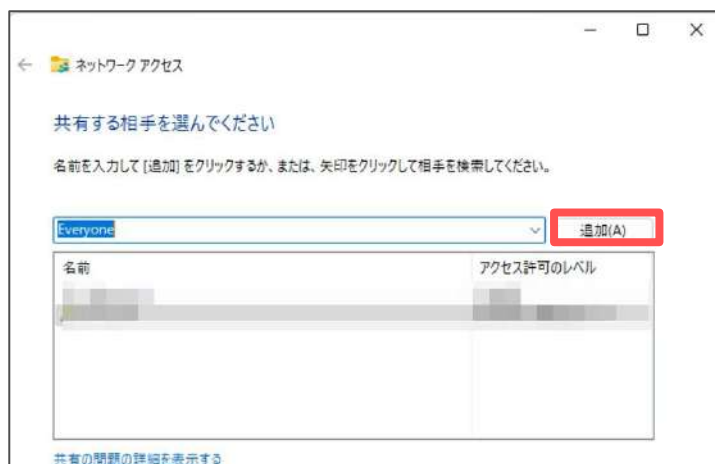 ネットワーク アクセス
共有する相手を選んでください
名前を入力して [追加] をクリックするか、または、矢印をクリックして相手を検索してください。
Everyone 追加(A)
名前 アクセス許可のレベル
共有の問題の詳細を表示する